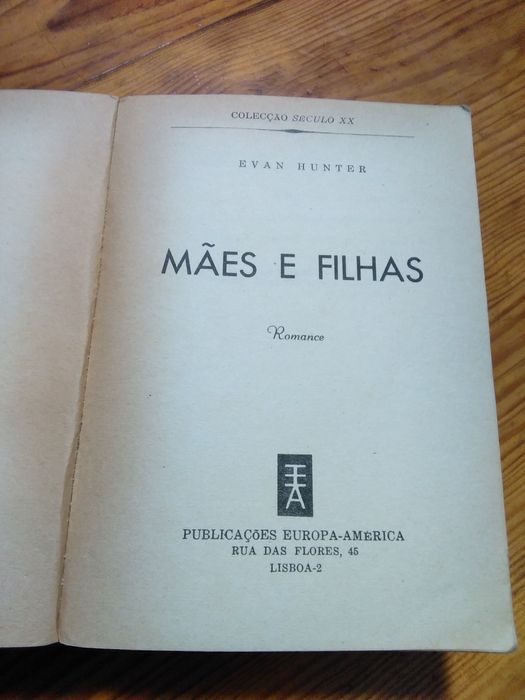 COLECÇÃO SÉCULO XX
EVAN HUNTER
MÃES E FILHAS
Romance
PUBLICAÇÕES EUROPA-AMÉRICA
RUA DAS FLORES, 45
LISBOA-2